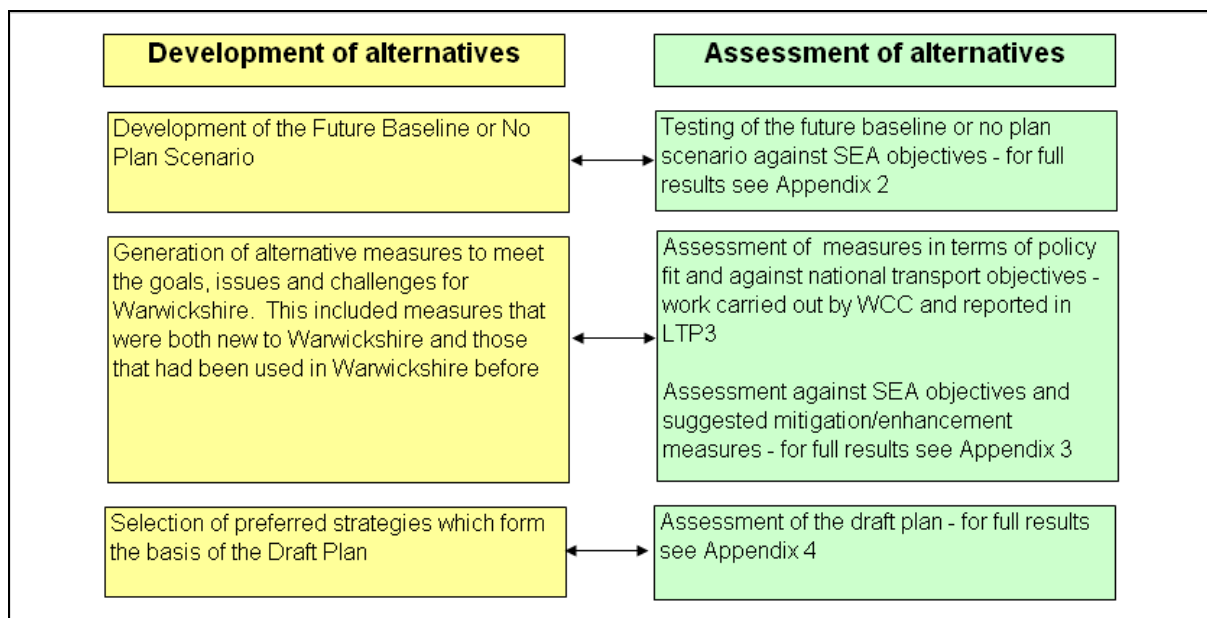 Development of alternatives
Assessment of alternatives
Development of the Future Baseline or No
Plan Scenario
Testing of the future baseline or no plan
scenario against SEA objectives - for full
results see Appendix 2
Generation of alternative measures to meet
the goals, issues and challenges for
Warwickshire.  This included measures that
were both new to Warwickshire and those
that had been used in Warwickshire before
Assessment of  measures in terms of policy
fit and against national transport objectives -
work carried out by WCC and reported in
LTP3
Assessment against SEA objectives and
suggested mitigation/enhancement
measures - for full results see Appendix 3
Selection of preferred strategies which form
the basis of the Draft Plan
Assessment of the draft plan - for full results
see Appendix 4